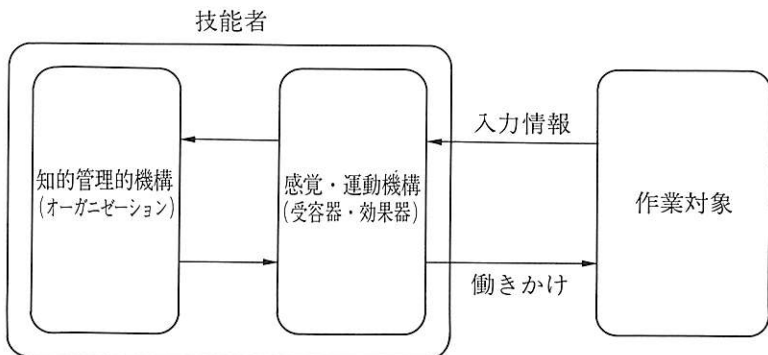 技能者
知的管理的機構
(オーガニゼーション)
感覚・運動機構
(受容器・効果器)
入力情報
働きかけ
作業対象